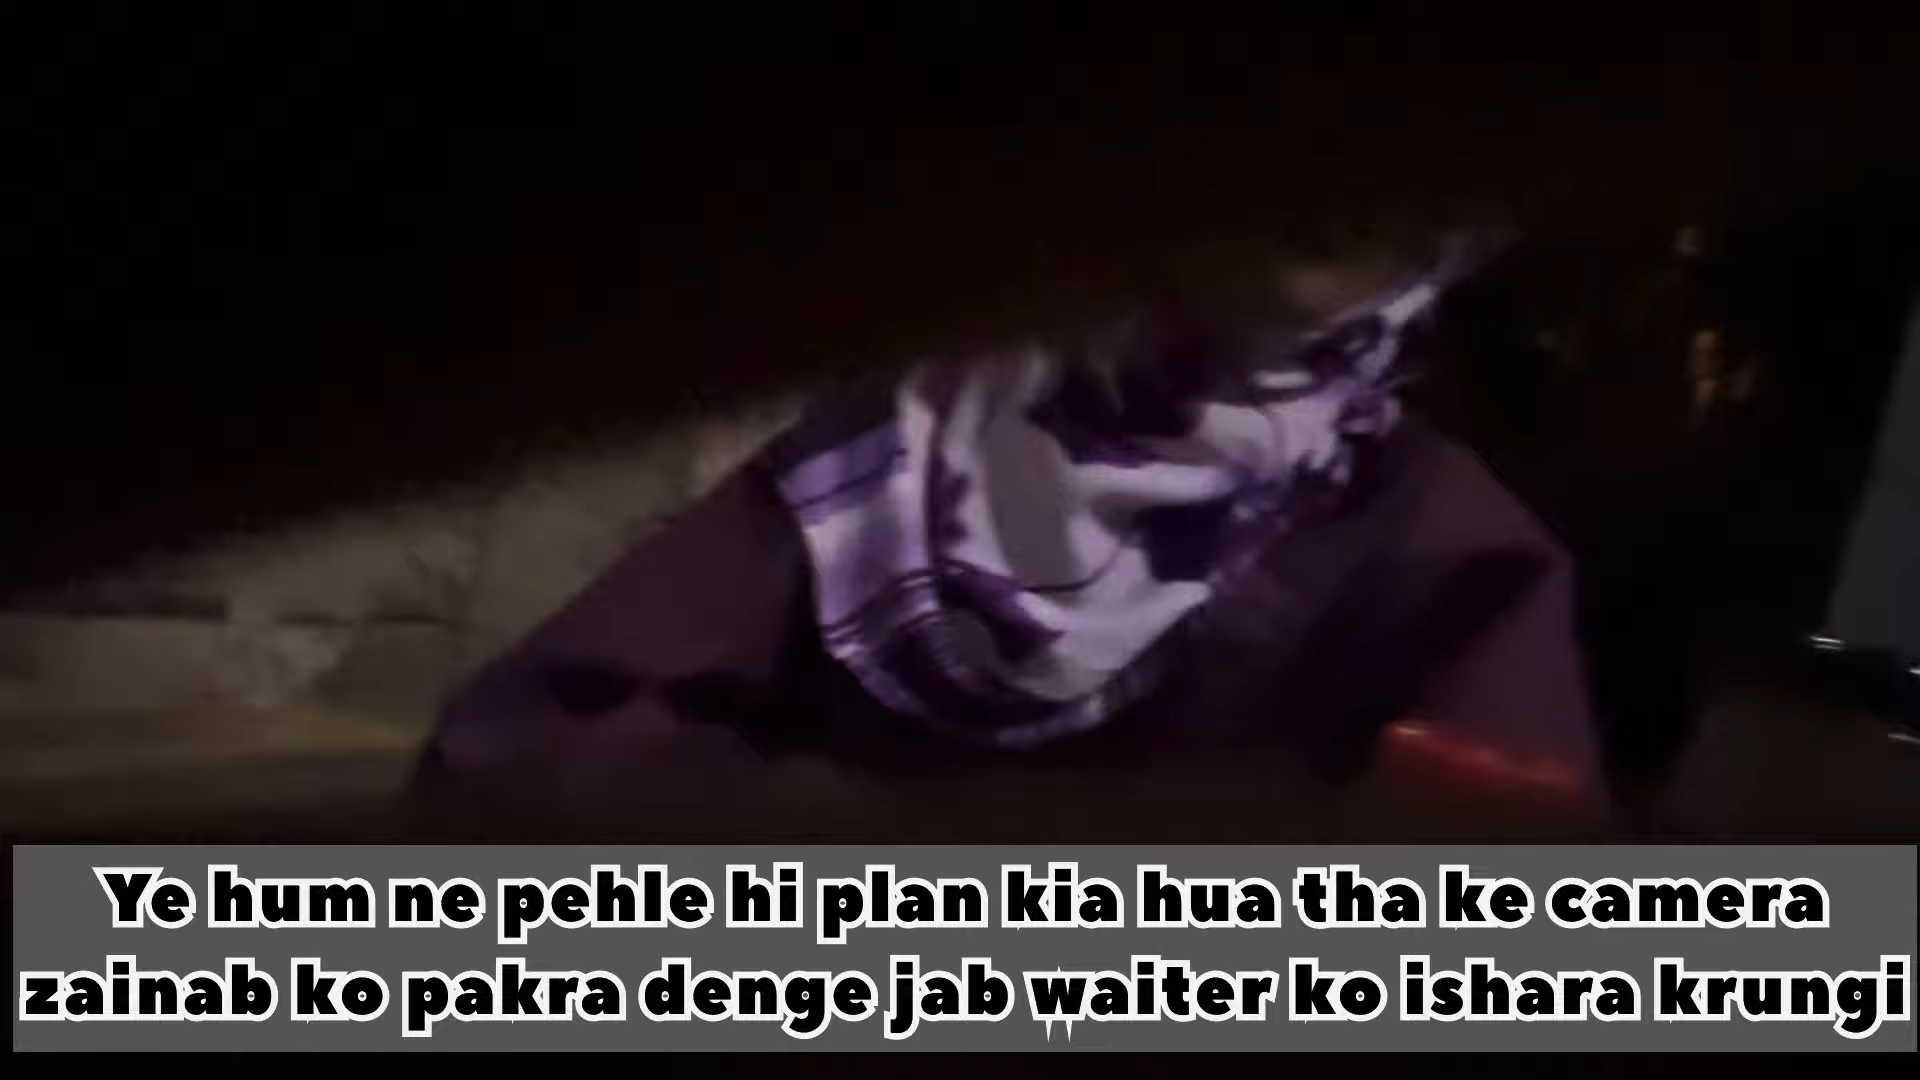 Ye hum ne pehle hi plan kia hua tha ke camera
zainab ko pakra denge jab waiter ko ishara krungi